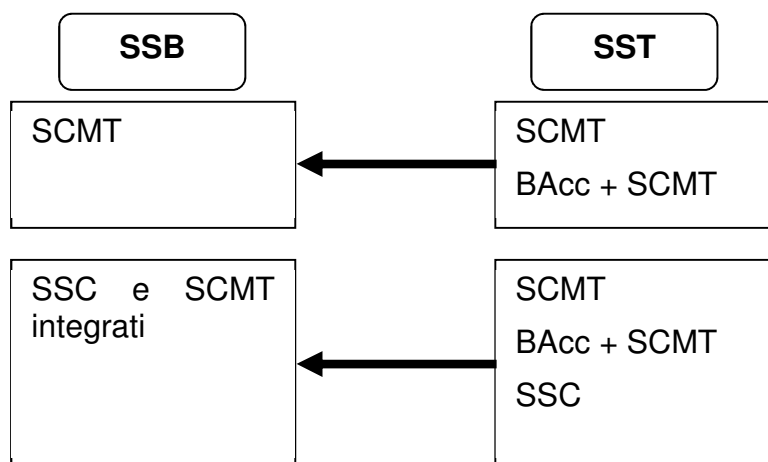 SSB
SST
SCMT
SCMT
BAcc + SCMT
SSC e SCMT
integrati
SCMT
BAcc + SCMT
SSC